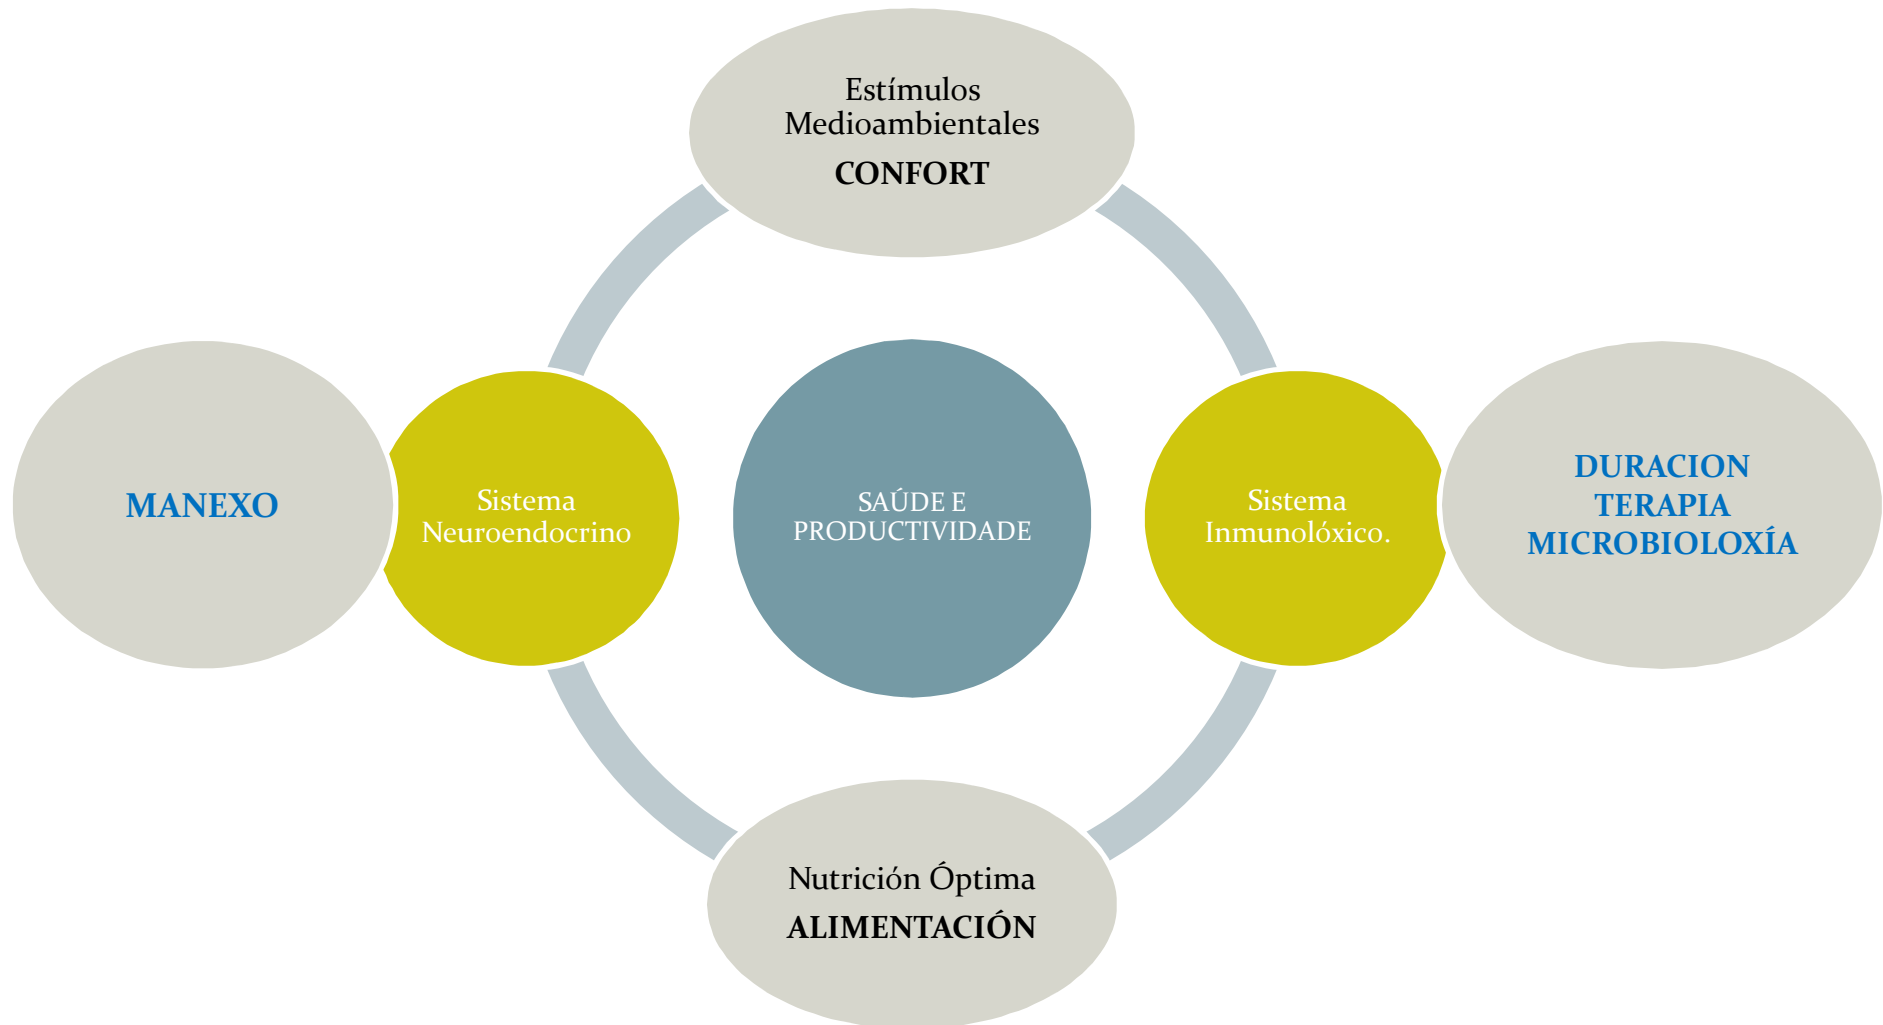 Estímulos
Medioambientales
CONFORT
MANEXO
Sistema
Neuroendocrino
SAÚDE E
PRODUCTIVIDADE
Sistema
Inmunolóxico.
DURACION
TERAPIA
MICROBIOLOXÍA
Nutrición Óptima
ALIMENTACIÓN